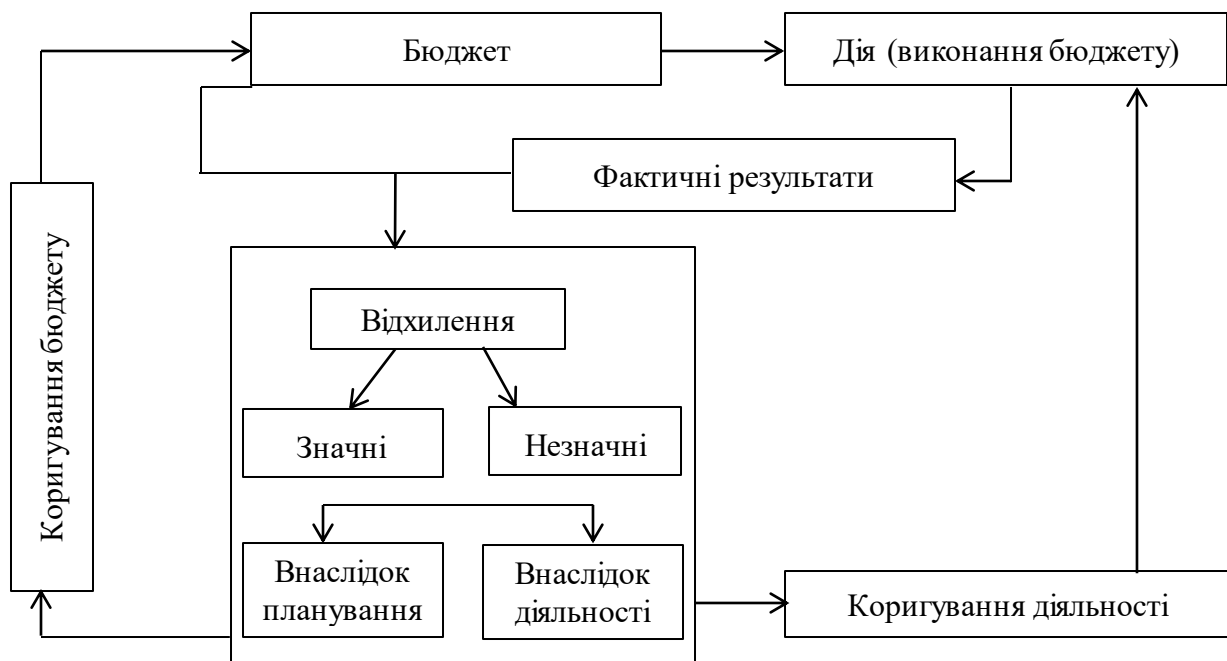 Бюджет
Дія (виконання бюджету)
Фактичні результати
Коригування бюджету
Відхилення
Значні
Незначні
Внаслідок
планування
Внаслідок
діяльності
Коригування діяльності